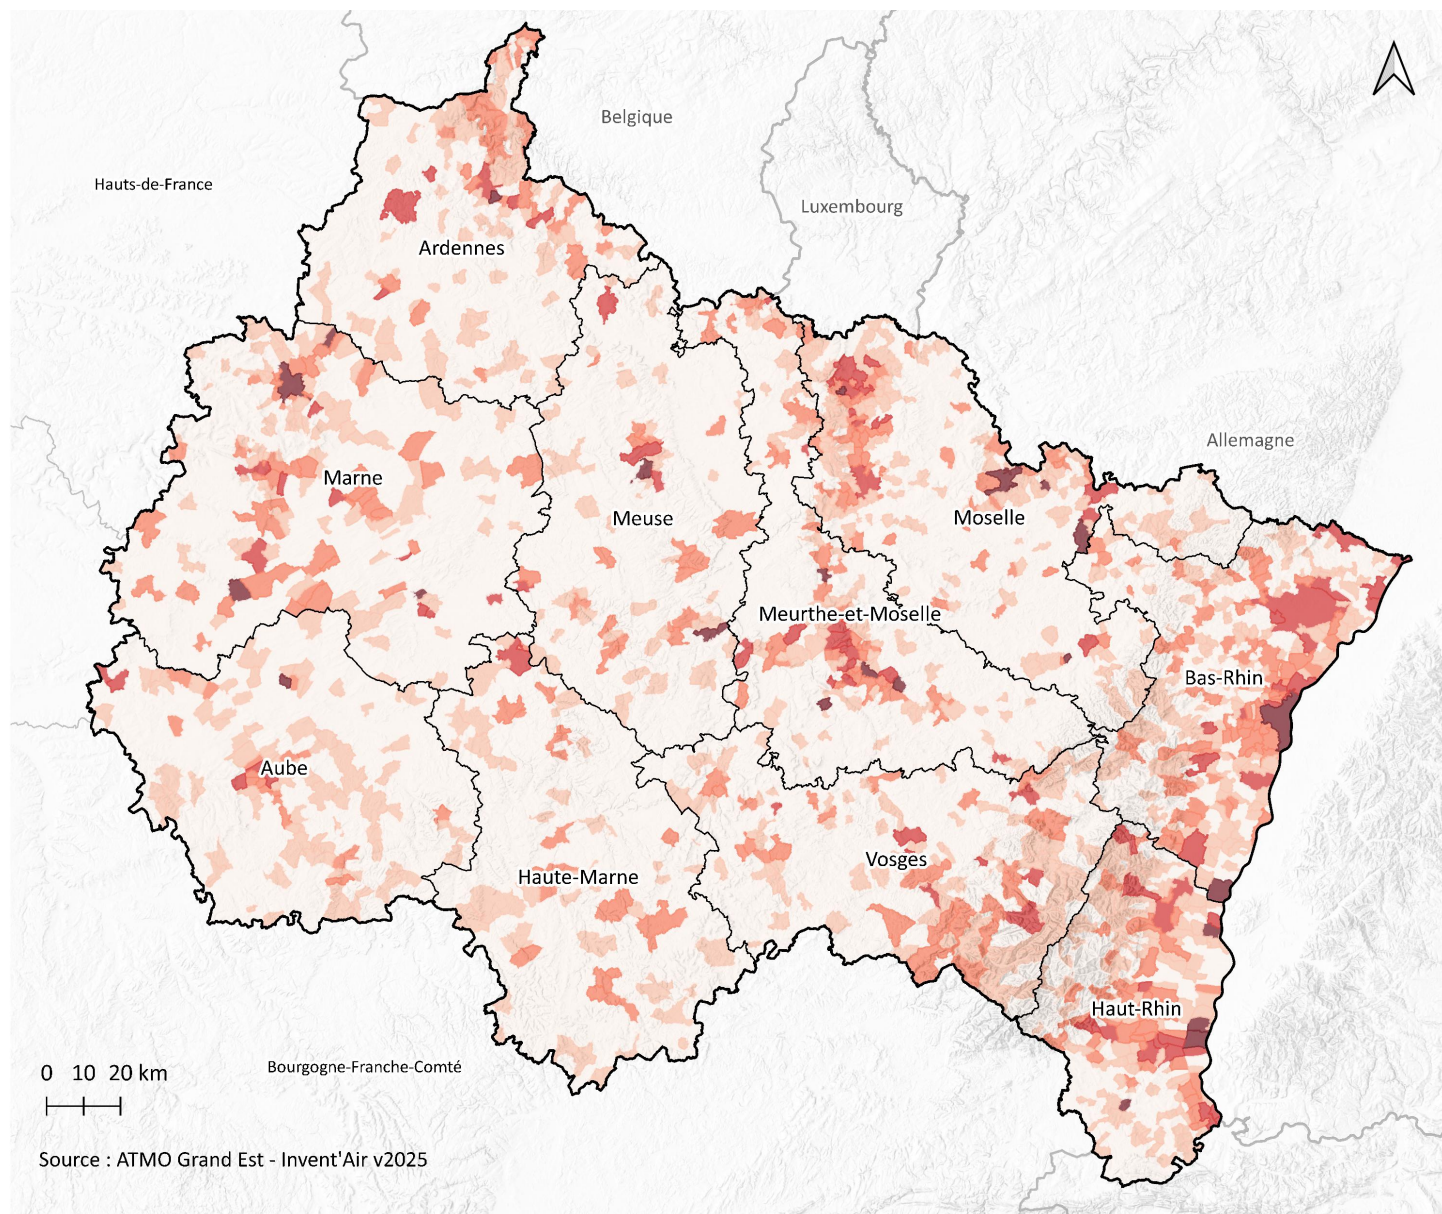 Belgique
Hauts-de-France
Luxembourg
Ardennes
Allemagne
Marne
Meuse
Moselle
Meurthe-et-Moselle
Bas-Rhin
Aube
Vosges
Haute-Marne
Haut-Rhin
Bourgogne-Franche-Comté
0 10 20 km
Source : ATMO Grand Est - Invent'Air v2025